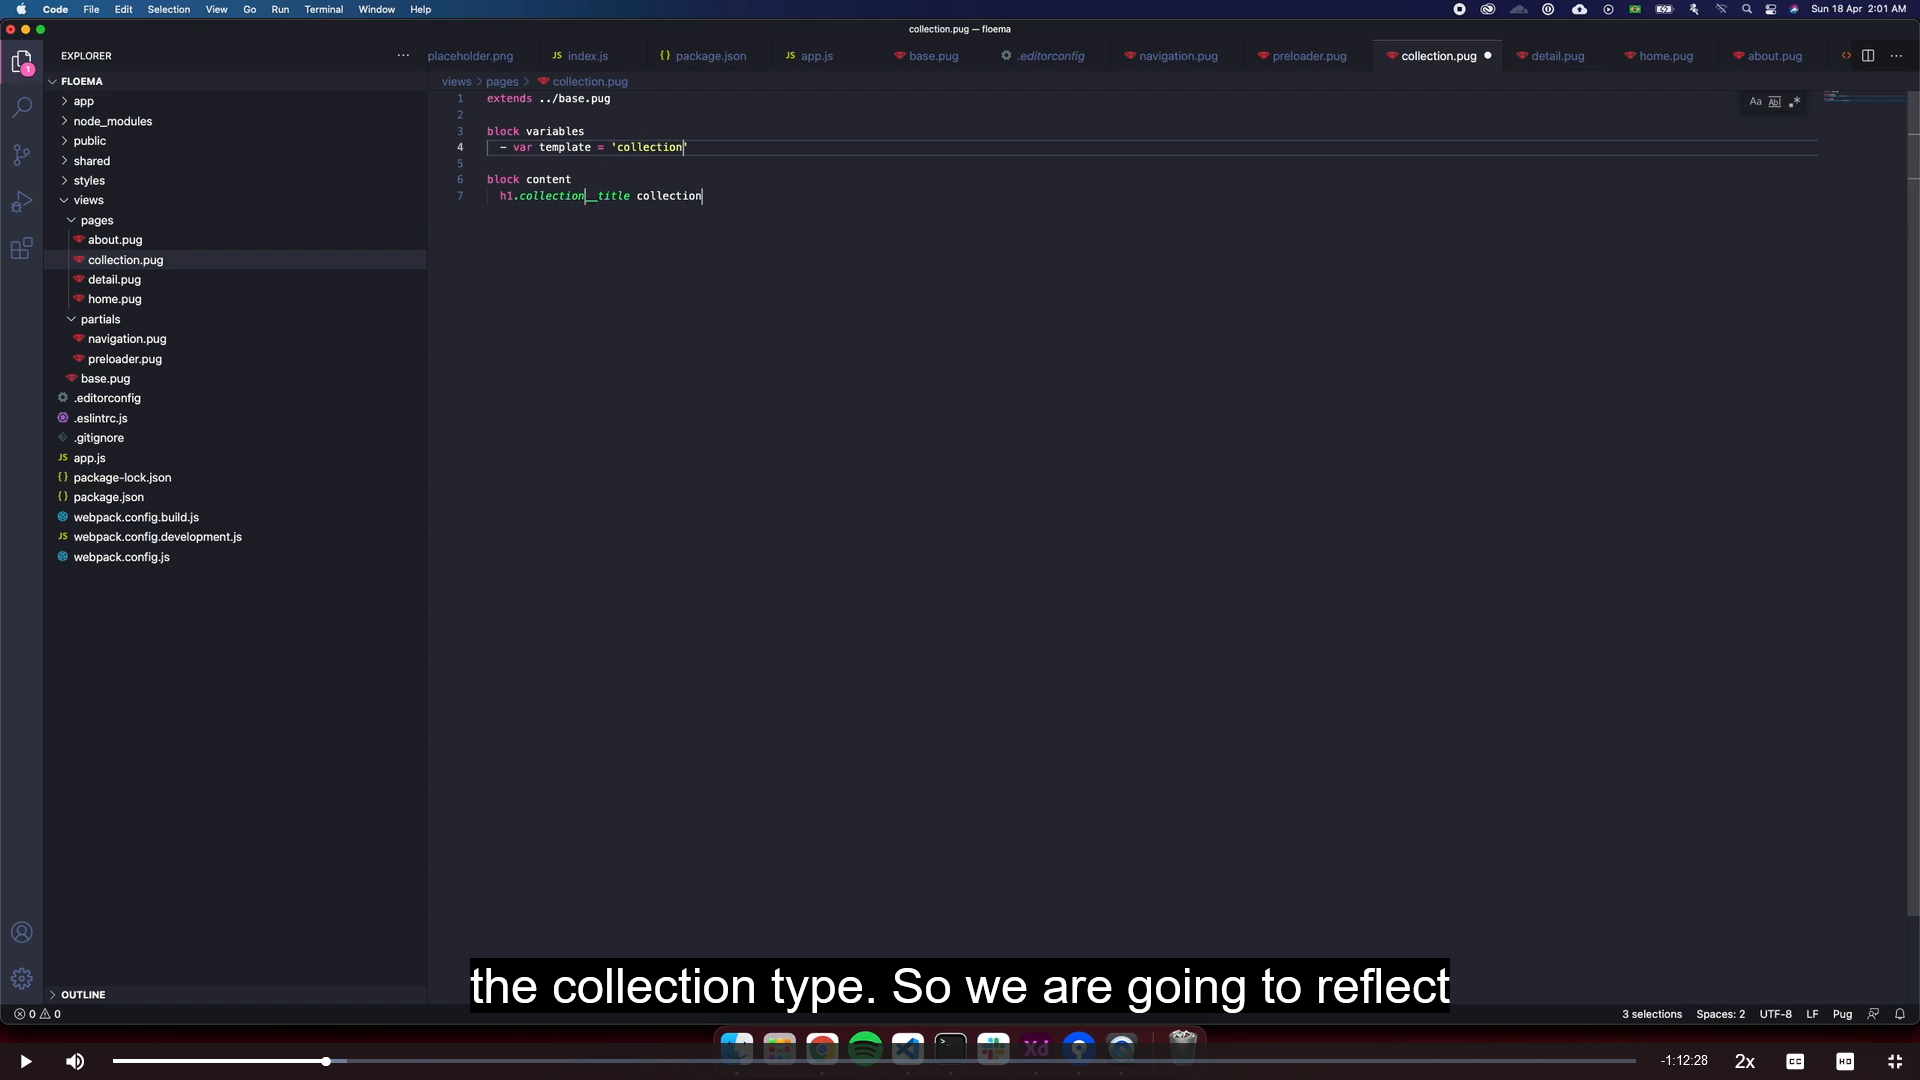 Code File Edit Selection View Go Run Terminal Window Help Sun 18 Apr 2:01 AM
collection.pug — floema
EXPLORER ···
placeholder.png JS index.js {} package.json JS app.js base.pug .editorconfig navigation.pug preloader.pug collection.pug detail.pug home.pug about.pug ···
FLOEMA
views > pages > collection.pug
app
node_modules
public
shared
styles
views
pages
about.pug
collection.pug
detail.pug
home.pug
partials
navigation.pug
preloader.pug
base.pug
.editorconfig
.eslintrc.js
.gitignore
JS app.js
{} package-lock.json
{} package.json
webpack.config.build.js
JS webpack.config.development.js
webpack.config.js
OUTLINE
1 extends ../base.pug
2
3 block variables
4 - var template = 'collection'
5
6 block content
7 h1.collection__title collection
Aa Ab
the collection type. So we are going to reflect
0 0 3 selections Spaces: 2 UTF-8 LF Pug
Xd
-1:12:28 2x CC HD